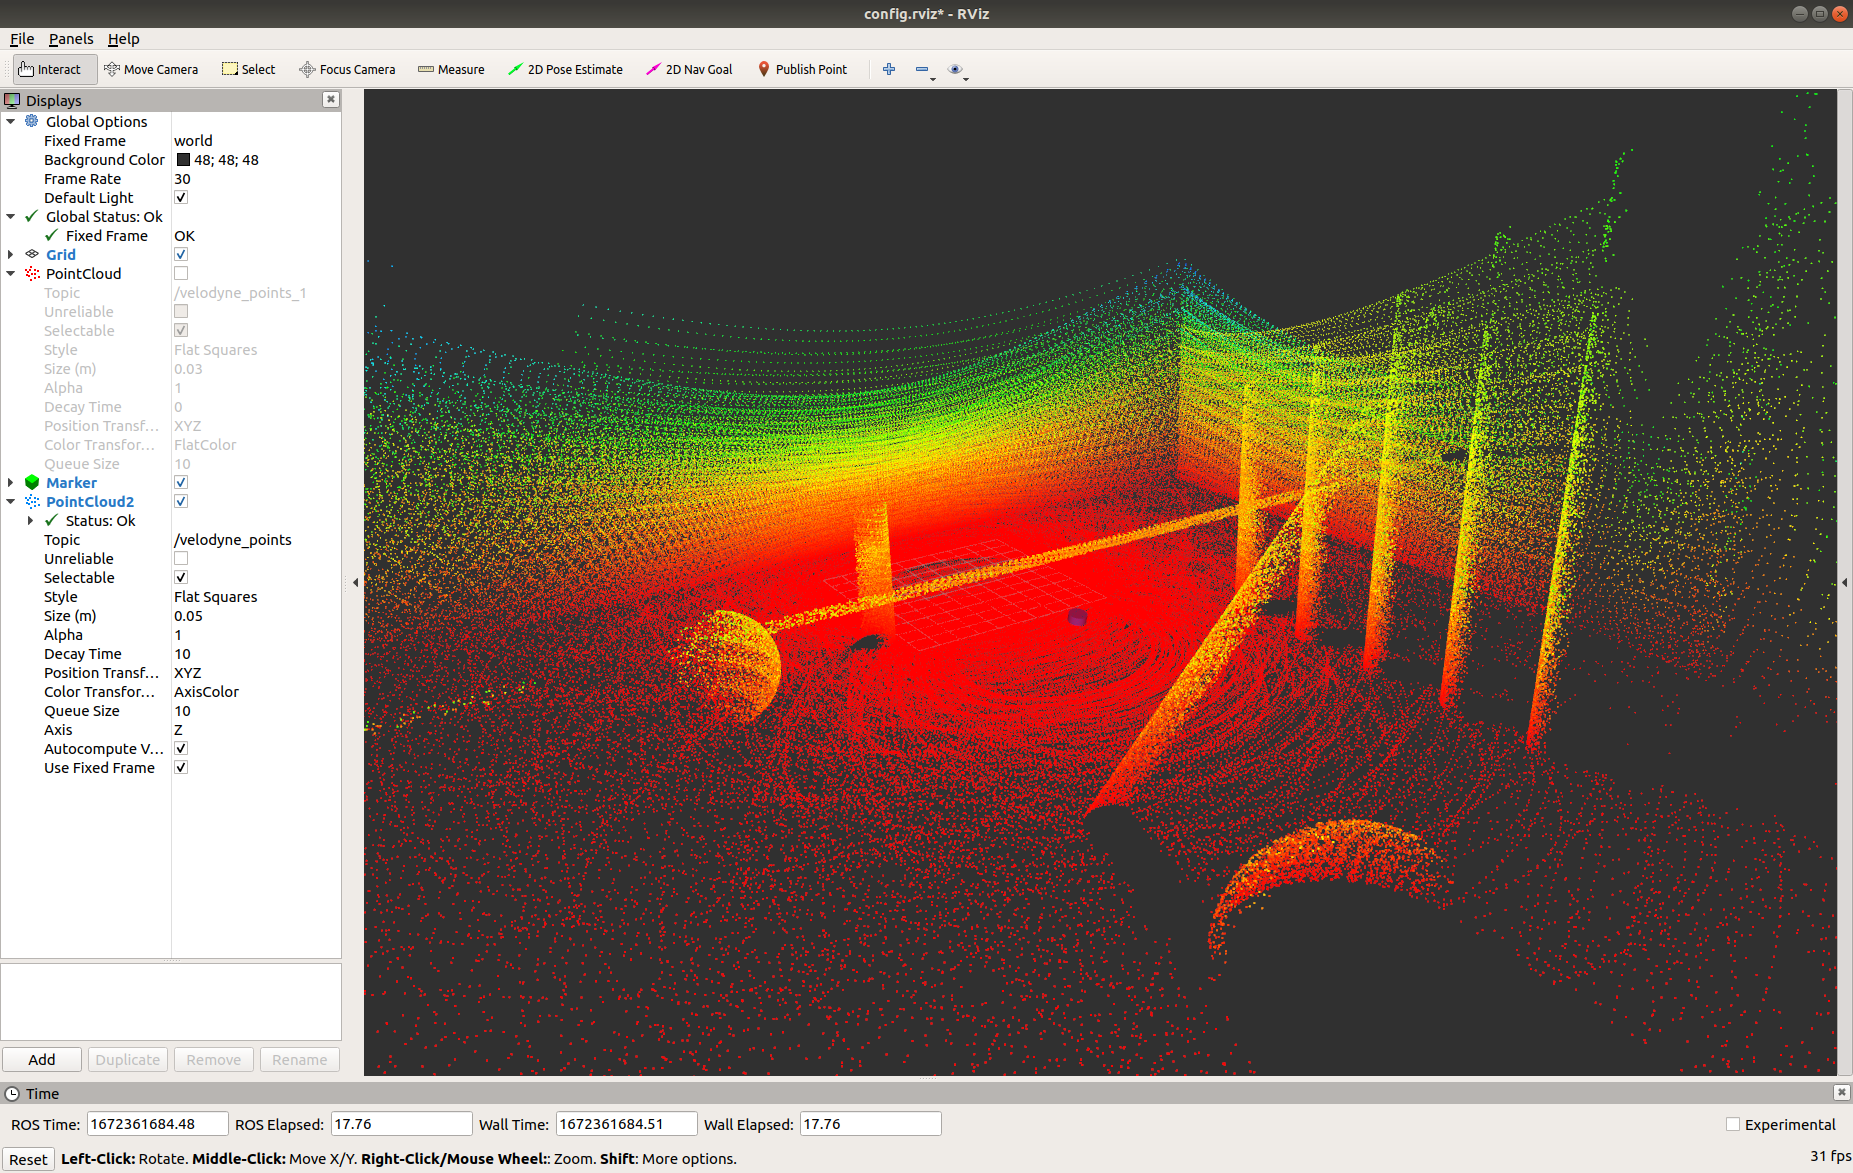 config.rviz* - RViz
File Panels Help
Interact Move Camera Select Focus Camera Measure 2D Pose Estimate 2D Nav Goal Publish Point
Displays
Global Options
Fixed Frame world
Background Color 48; 48; 48
Frame Rate 30
Default Light
Global Status: Ok
Fixed Frame OK
Grid
PointCloud
Topic /velodyne_points_1
Unreliable
Selectable
Style Flat Squares
Size (m) 0.03
Alpha 1
Decay Time 0
Position Transf... XYZ
Color Transfor... FlatColor
Queue Size 10
Marker
PointCloud2
Status: Ok
Topic /velodyne_points
Unreliable
Selectable
Style Flat Squares
Size (m) 0.05
Alpha 1
Decay Time 10
Position Transf... XYZ
Color Transfor... AxisColor
Queue Size 10
Axis Z
Autocompute V...
Use Fixed Frame
Add Duplicate Remove Rename
Time
ROS Time: 1672361684.48 ROS Elapsed: 17.76 Wall Time: 1672361684.51 Wall Elapsed: 17.76 Experimental
Reset Left-Click: Rotate. Middle-Click: Move X/Y. Right-Click/Mouse Wheel:: Zoom. Shift: More options. 31 fps